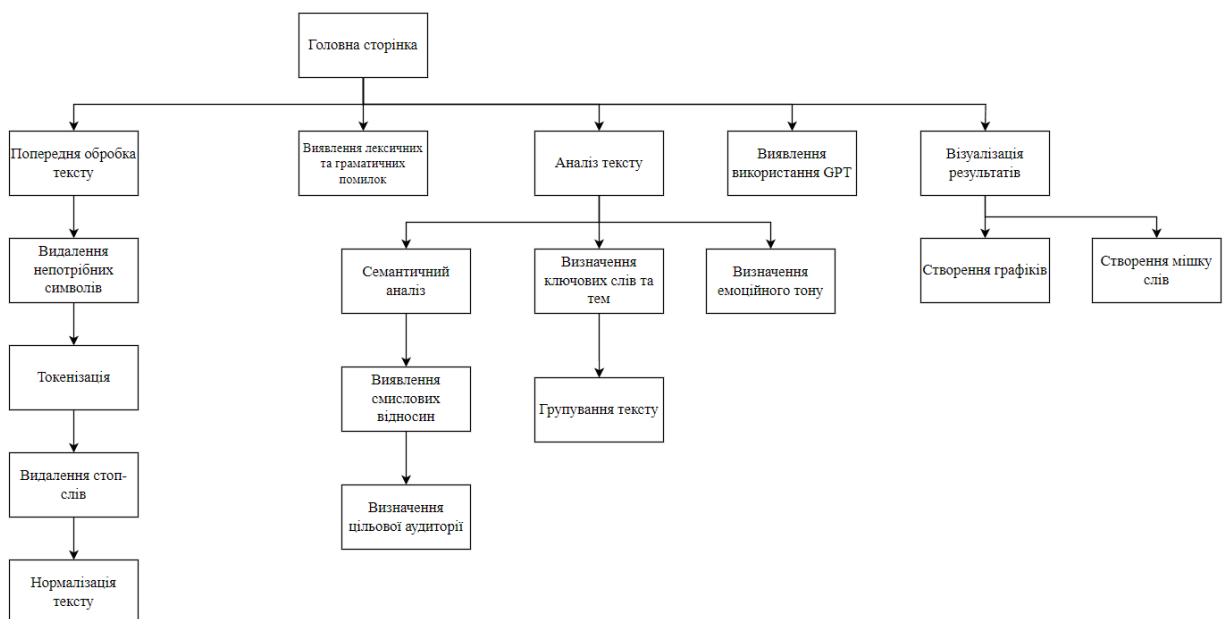 Головна сторінка
Попередня обробка
тексту
Виявлення лексичних
та граматичних
помилок
Аналіз тексту
Виявлення
використання GPT
Візуалізація
результатів
Видалення
непотрібних
символів
Семантичний
аналіз
Визначення
ключових слів та
тем
Визначення
емоційного тону
Створення графіків
Створення мішку
слів
Токенізація
Виявлення
смислових
відносин
Групування тексту
Видалення стоп-
слів
Визначення
цільової аудиторії
Нормалізація
тексту